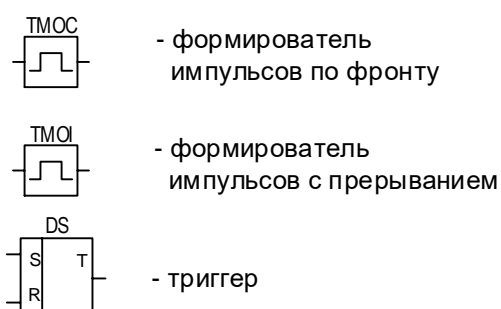 TMOC
- формирователь
импульсов по фронту
TMOI
- формирователь
импульсов с прерыванием
DS
S T
R
- триггер